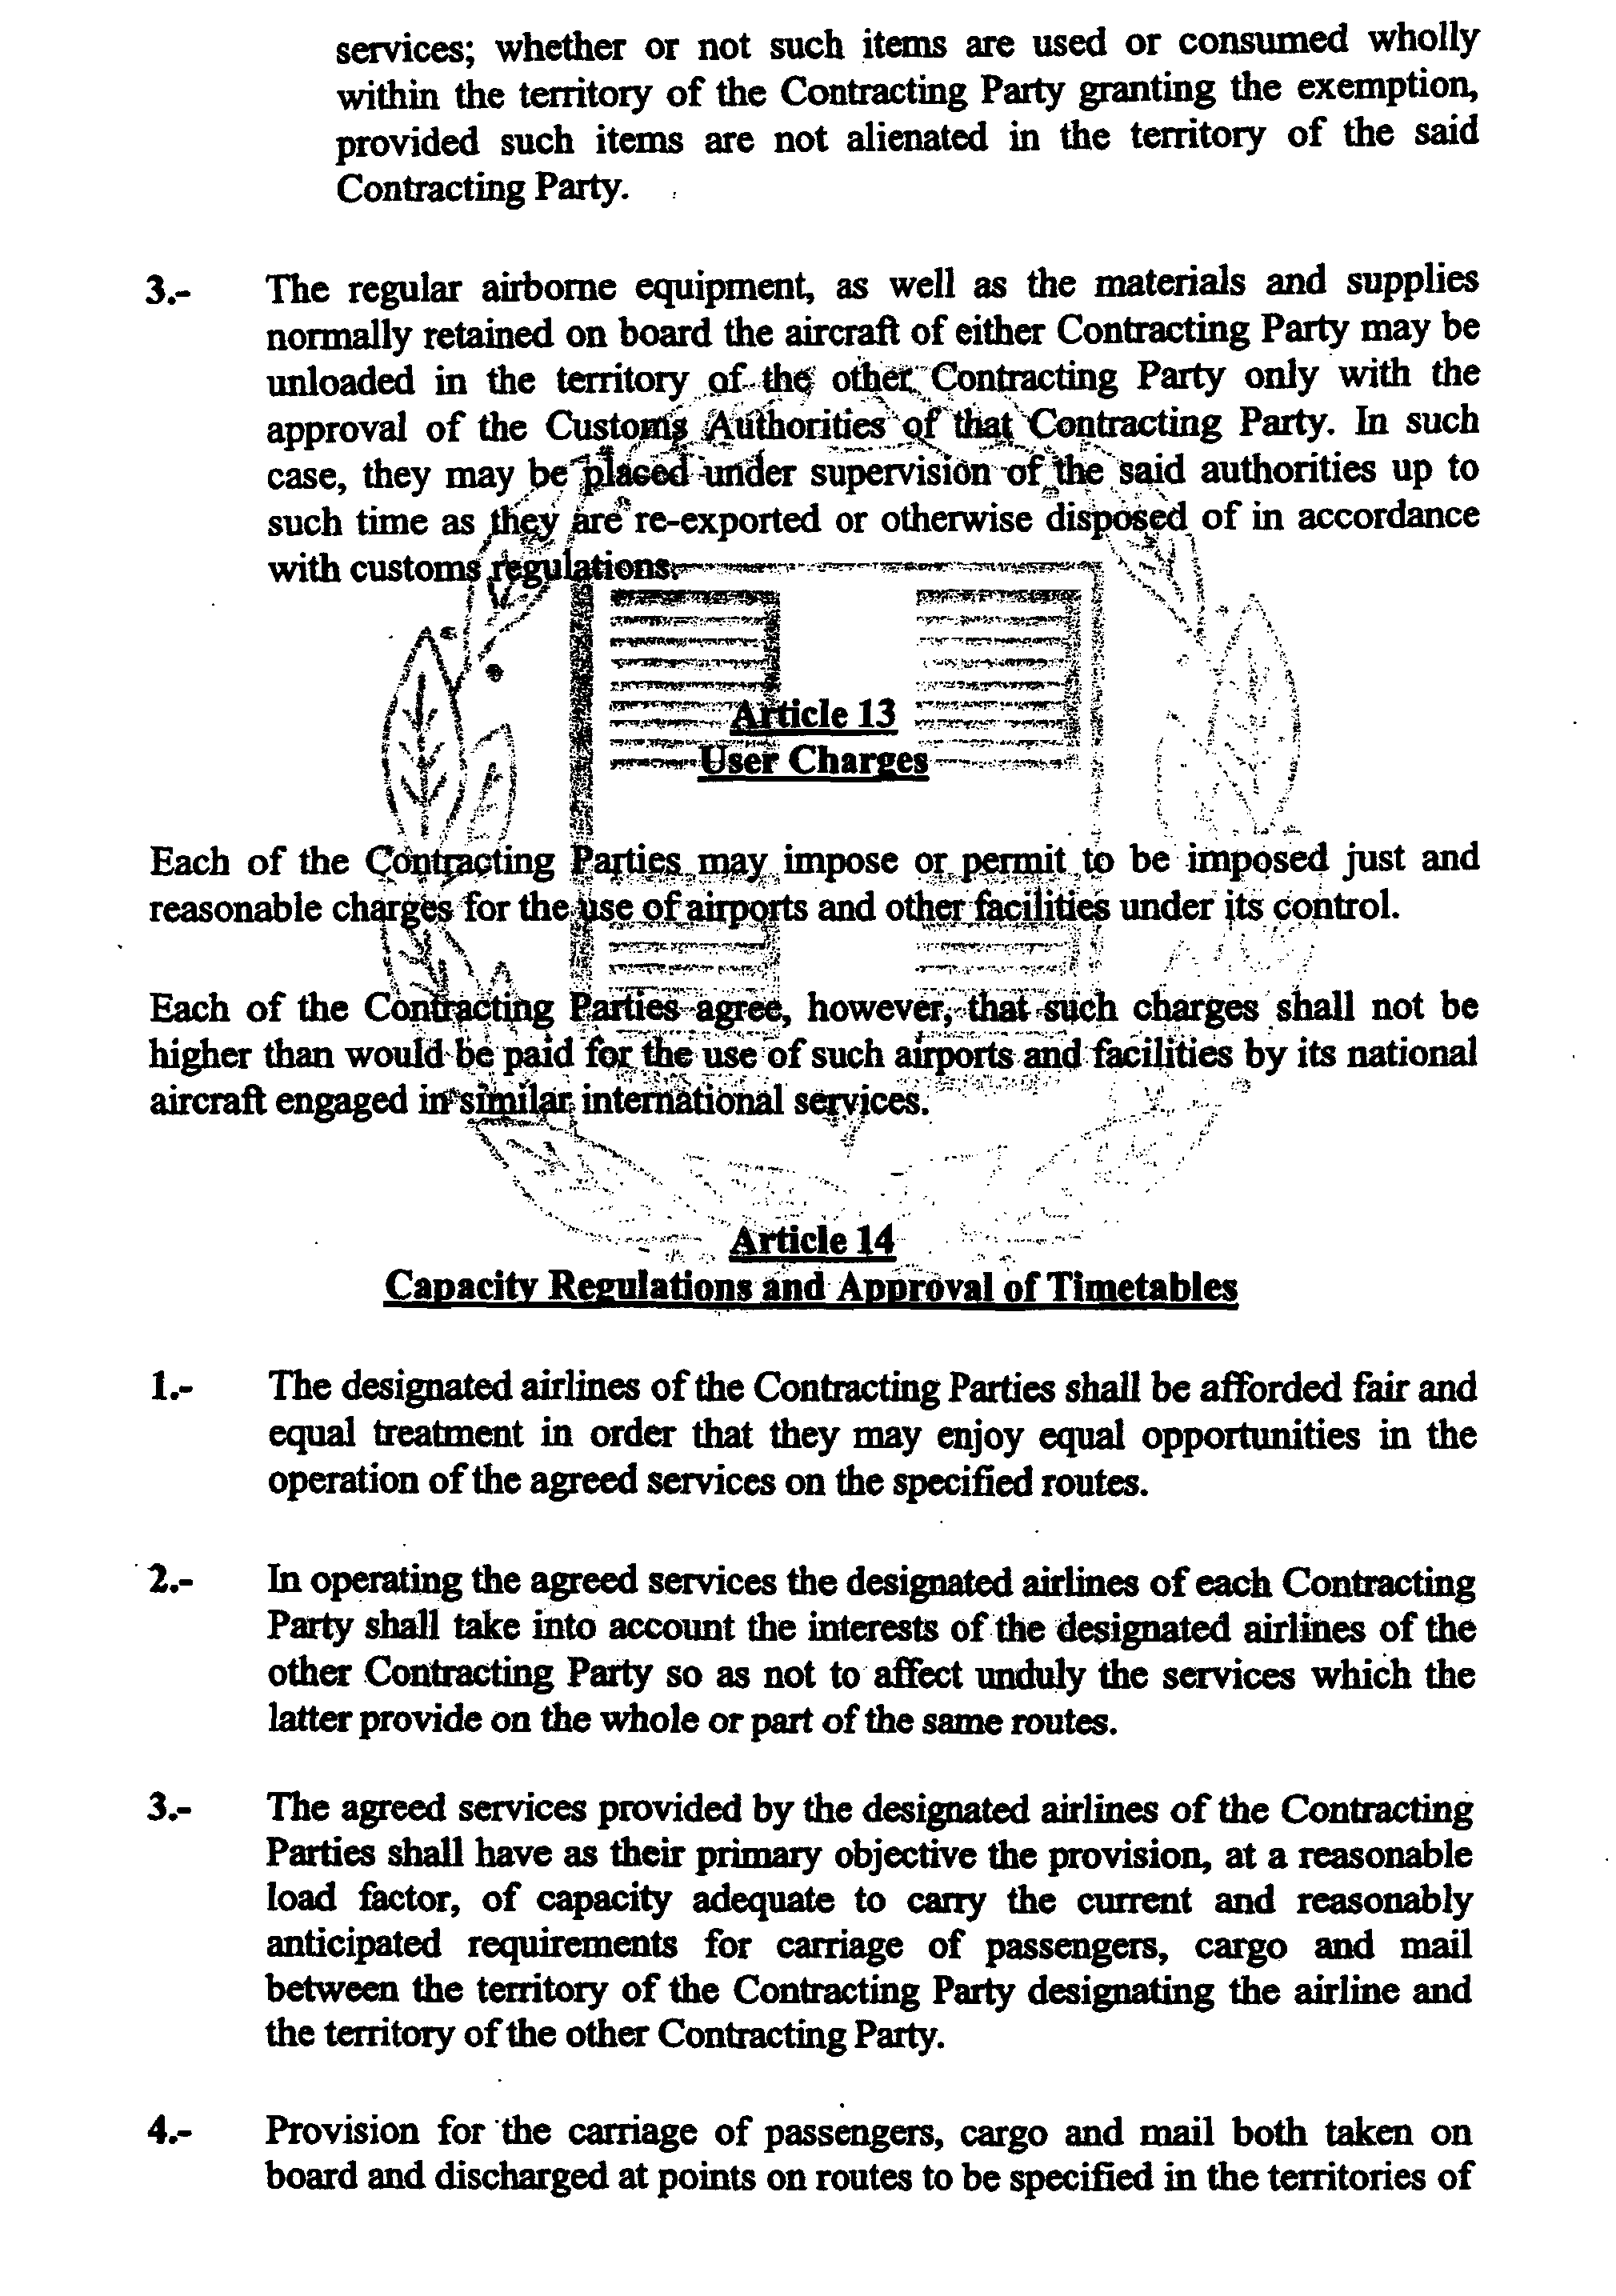 services; whether or not such items are used or consumed wholly
within the territory of the Contracting Party granting the exemption,
provided such items are not alienated in the territory of the said
Contracting Party.
3.- The regular airborne equipment, as well as the materials and supplies
normally retained on board the aircraft of either Contracting Party may be
unloaded in the territory of the other Contracting Party only with the
approval of the Customs Authorities of that Contracting Party. In such
case, they may be placed under supervision of the said authorities up to
such time as they are re-exported or otherwise disposed of in accordance
with customs regulations.
Article 13
User Charges
Each of the Contracting Parties may impose or permit to be imposed just and
reasonable charges for the use of airports and other facilities under its control.
Each of the Contracting Parties agree, however, that such charges shall not be
higher than would be paid for the use of such airports and facilities by its national
aircraft engaged in similar international services.
Article 14
Capacity Regulations and Approval of Timetables
1.- The designated airlines of the Contracting Parties shall be afforded fair and
equal treatment in order that they may enjoy equal opportunities in the
operation of the agreed services on the specified routes.
2.- In operating the agreed services the designated airlines of each Contracting
Party shall take into account the interests of the designated airlines of the
other Contracting Party so as not to affect unduly the services which the
latter provide on the whole or part of the same routes.
3.- The agreed services provided by the designated airlines of the Contracting
Parties shall have as their primary objective the provision, at a reasonable
load factor, of capacity adequate to carry the current and reasonably
anticipated requirements for carriage of passengers, cargo and mail
between the territory of the Contracting Party designating the airline and
the territory of the other Contracting Party.
4.- Provision for the carriage of passengers, cargo and mail both taken on
board and discharged at points on routes to be specified in the territories of